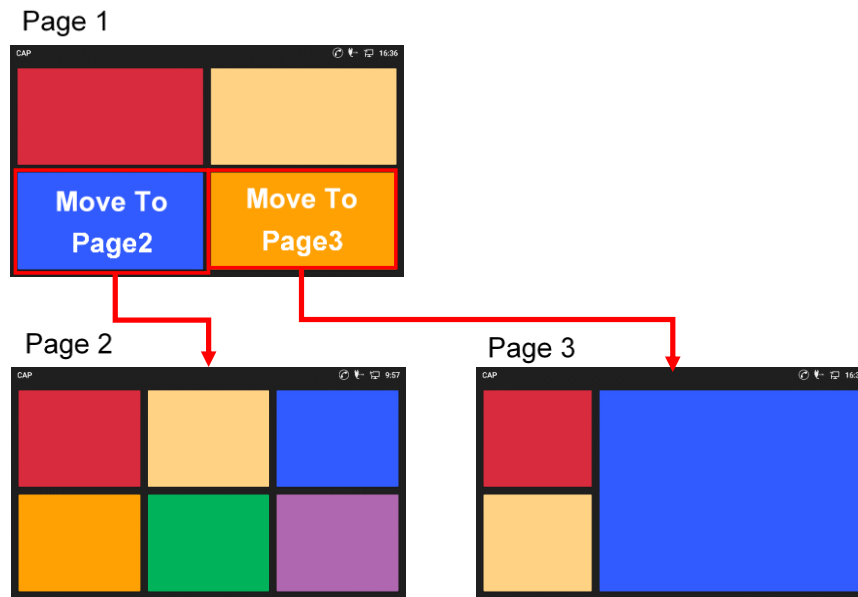 Page 1
CAP 16:36
Move To
Page2
Move To
Page3
Page 2
CAP 9:57
Page 3
CAP